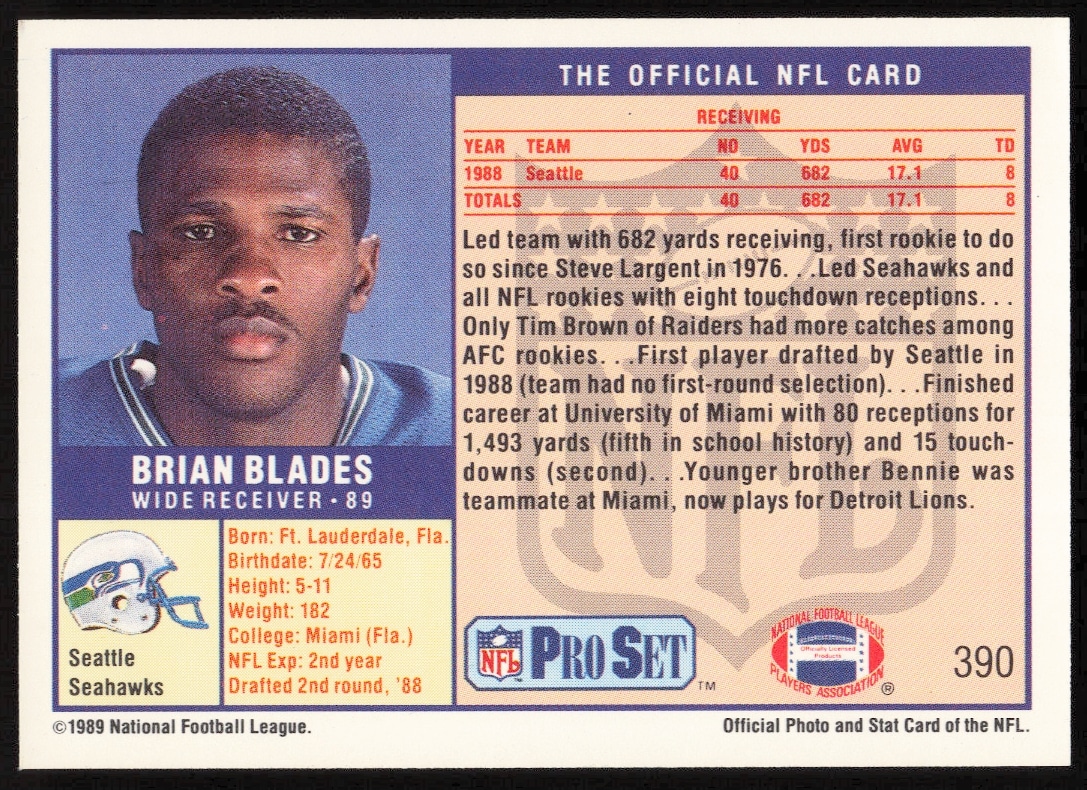 THE OFFICIAL NFL CARD
RECEIVING
YEAR TEAM NO YDS AVG TD
1988 Seattle 40 682 17.1 8
TOTALS 40 682 17.1 8
Led team with 682 yards receiving, first rookie to do
so since Steve Largent in 1976. . .Led Seahawks and
all NFL rookies with eight touchdown receptions. . .
Only Tim Brown of Raiders had more catches among
AFC rookies. . .First player drafted by Seattle in
1988 (team had no first-round selection). . .Finished
career at University of Miami with 80 receptions for
1,493 yards (fifth in school history) and 15 touch-
downs (second). . .Younger brother Bennie was
teammate at Miami, now plays for Detroit Lions.
BRIAN BLADES
WIDE RECEIVER • 89
Seattle
Seahawks
Born: Ft. Lauderdale, Fla.
Birthdate: 7/24/65
Height: 5-11
Weight: 182
College: Miami (Fla.)
NFL Exp: 2nd year
Drafted 2nd round, '88
NFL
NFL PRO SET TM
NATIONAL FOOTBALL LEAGUE
Officially Licensed
Products
PLAYERS ASSOCIATION ®
390
©1989 National Football League.
Official Photo and Stat Card of the NFL.